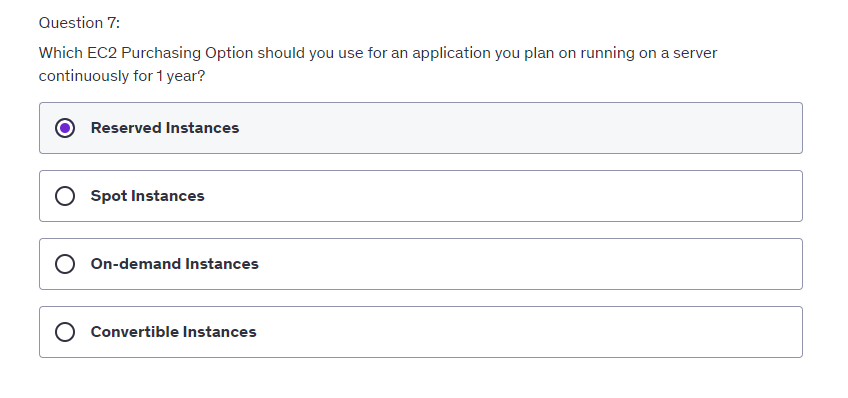 Question 7:
Which EC2 Purchasing Option should you use for an application you plan on running on a server
continuously for 1 year?
Reserved Instances
Spot Instances
On-demand Instances
Convertible Instances